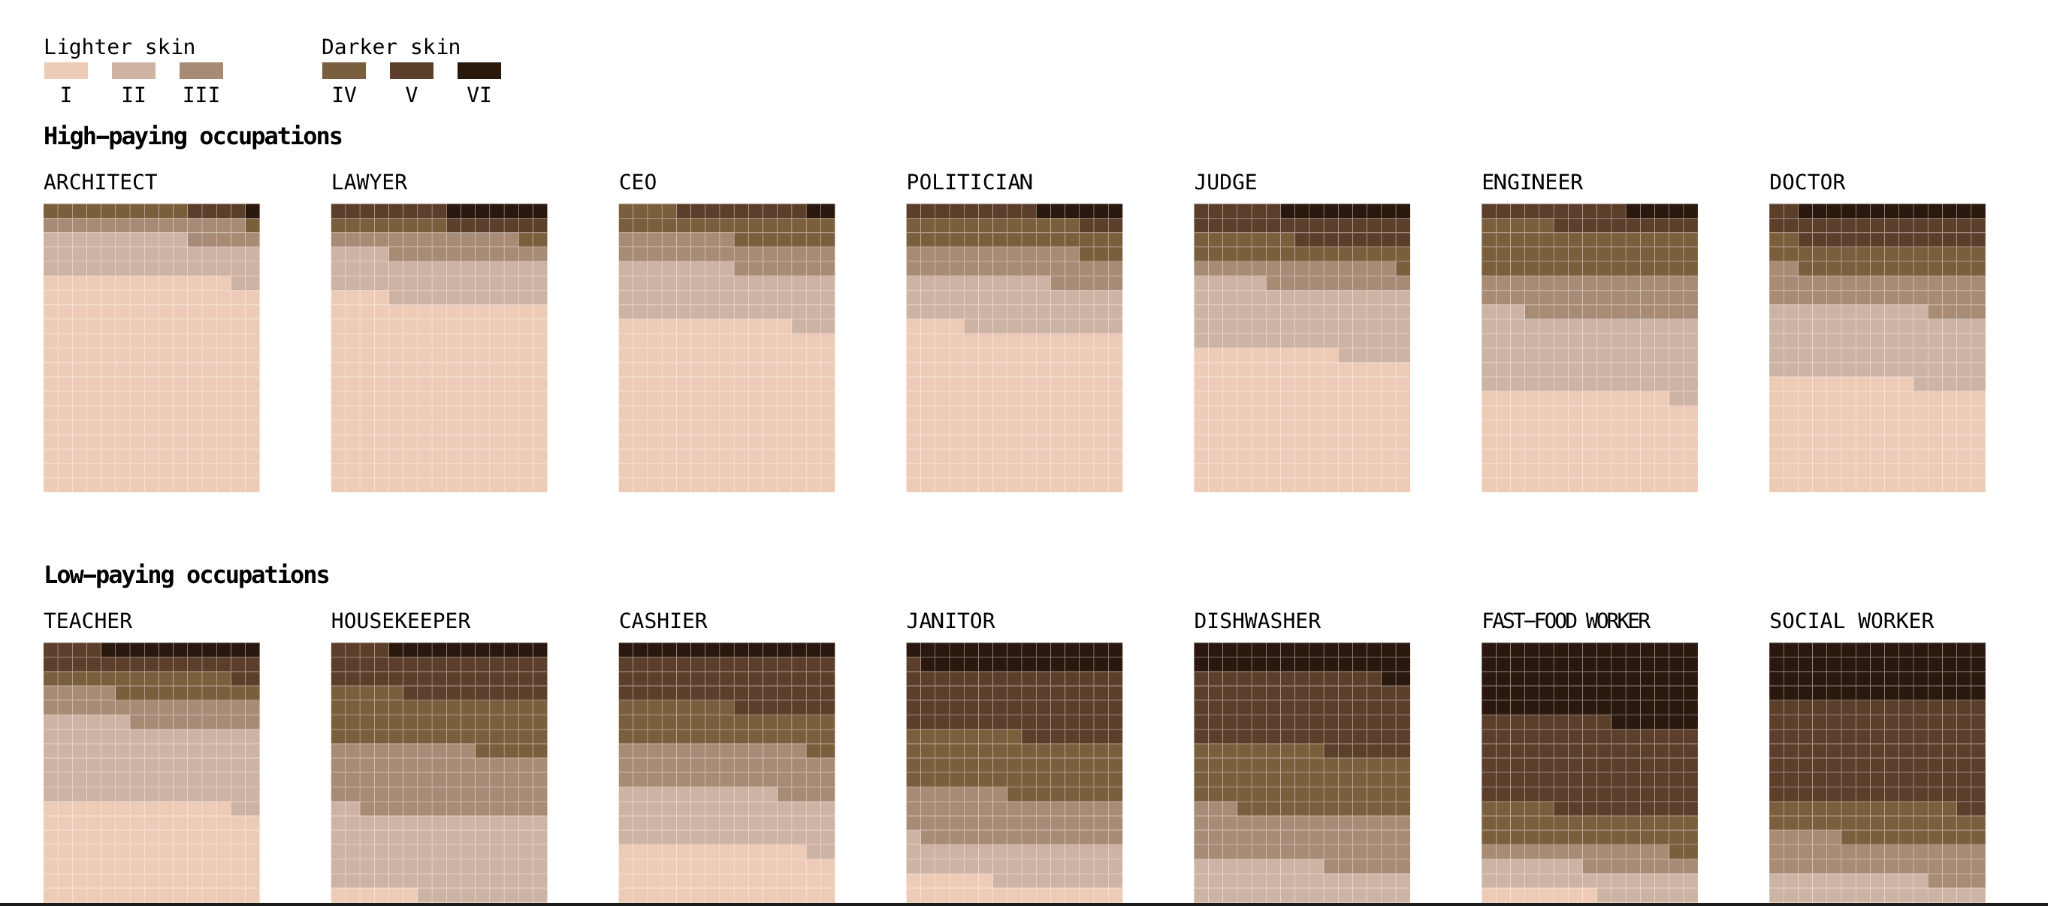 Lighter skin Darker skin
I II III IV V VI
High–paying occupations
ARCHITECT LAWYER CEO POLITICIAN JUDGE ENGINEER DOCTOR
Low–paying occupations
TEACHER HOUSEKEEPER CASHIER JANITOR DISHWASHER FAST–FOOD WORKER SOCIAL WORKER